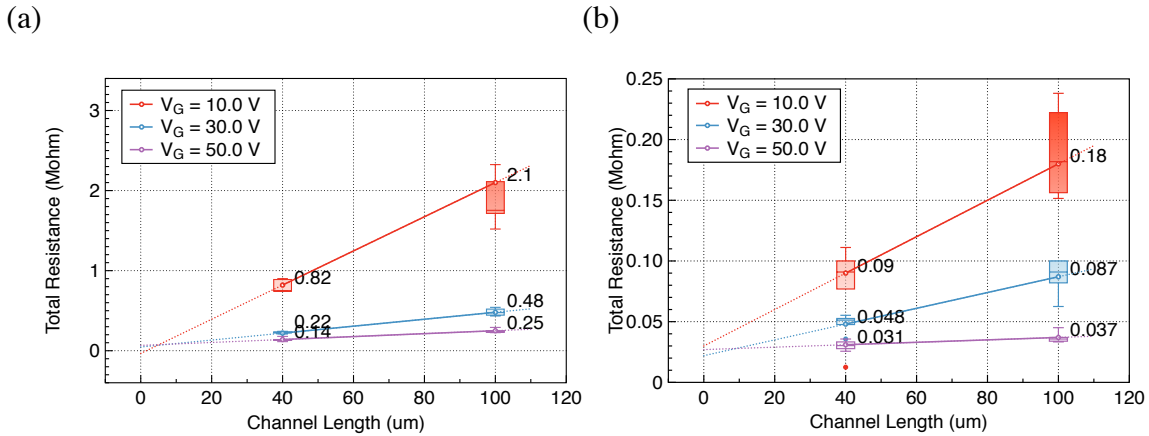 (a)
(b)
Total Resistance (Mohm)
3
2
1
0
V_G = 10.0 V
V_G = 30.0 V
V_G = 50.0 V
2.1
0.82
0.48
0.22
0.25
0.14
0 20 40 60 80 100 120
Channel Length (um)
Total Resistance (Mohm)
0.25
0.20
0.15
0.10
0.05
0
V_G = 10.0 V
V_G = 30.0 V
V_G = 50.0 V
0.18
0.09
0.087
0.048
0.031
0.037
0 20 40 60 80 100 120
Channel Length (um)